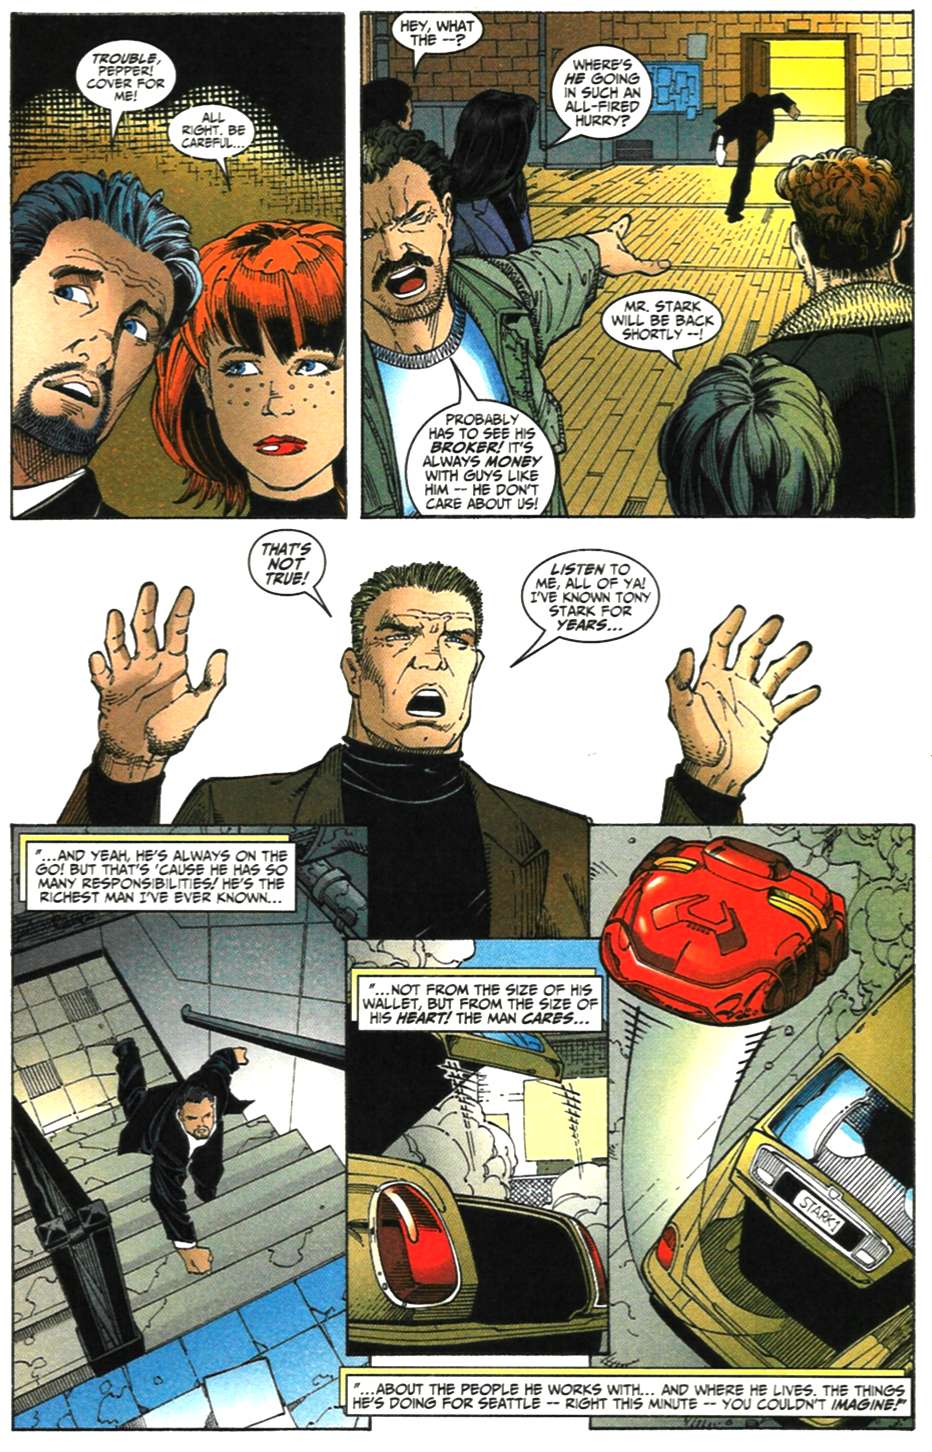 TROUBLE,
PEPPER!
COVER FOR
ME!
ALL
RIGHT. BE
CAREFUL...
HEY, WHAT
THE --?
WHERE'S
HE GOING
IN SUCH AN
ALL-FIRED
HURRY?
MR. STARK
WILL BE BACK
SHORTLY --!
PROBABLY
HAS TO SEE HIS
BROKER! IT'S
ALWAYS MONEY
WITH GUYS LIKE
HIM -- HE DON'T
CARE ABOUT US!
THAT'S
NOT
TRUE!
LISTEN TO
ME, ALL OF YA!
I'VE KNOWN TONY
STARK FOR
YEARS...
"...AND YEAH, HE'S ALWAYS ON THE
GO! BUT THAT'S 'CAUSE HE HAS SO
MANY RESPONSIBILITIES! HE'S THE
RICHEST MAN I'VE EVER KNOWN...
"...NOT FROM THE SIZE OF HIS
WALLET, BUT FROM THE SIZE OF
HIS HEART! THE MAN CARES...
STARK1
"...ABOUT THE PEOPLE HE WORKS WITH... AND WHERE HE LIVES. THE THINGS
HE'S DOING FOR SEATTLE -- RIGHT THIS MINUTE -- YOU COULDN'T IMAGINE!"